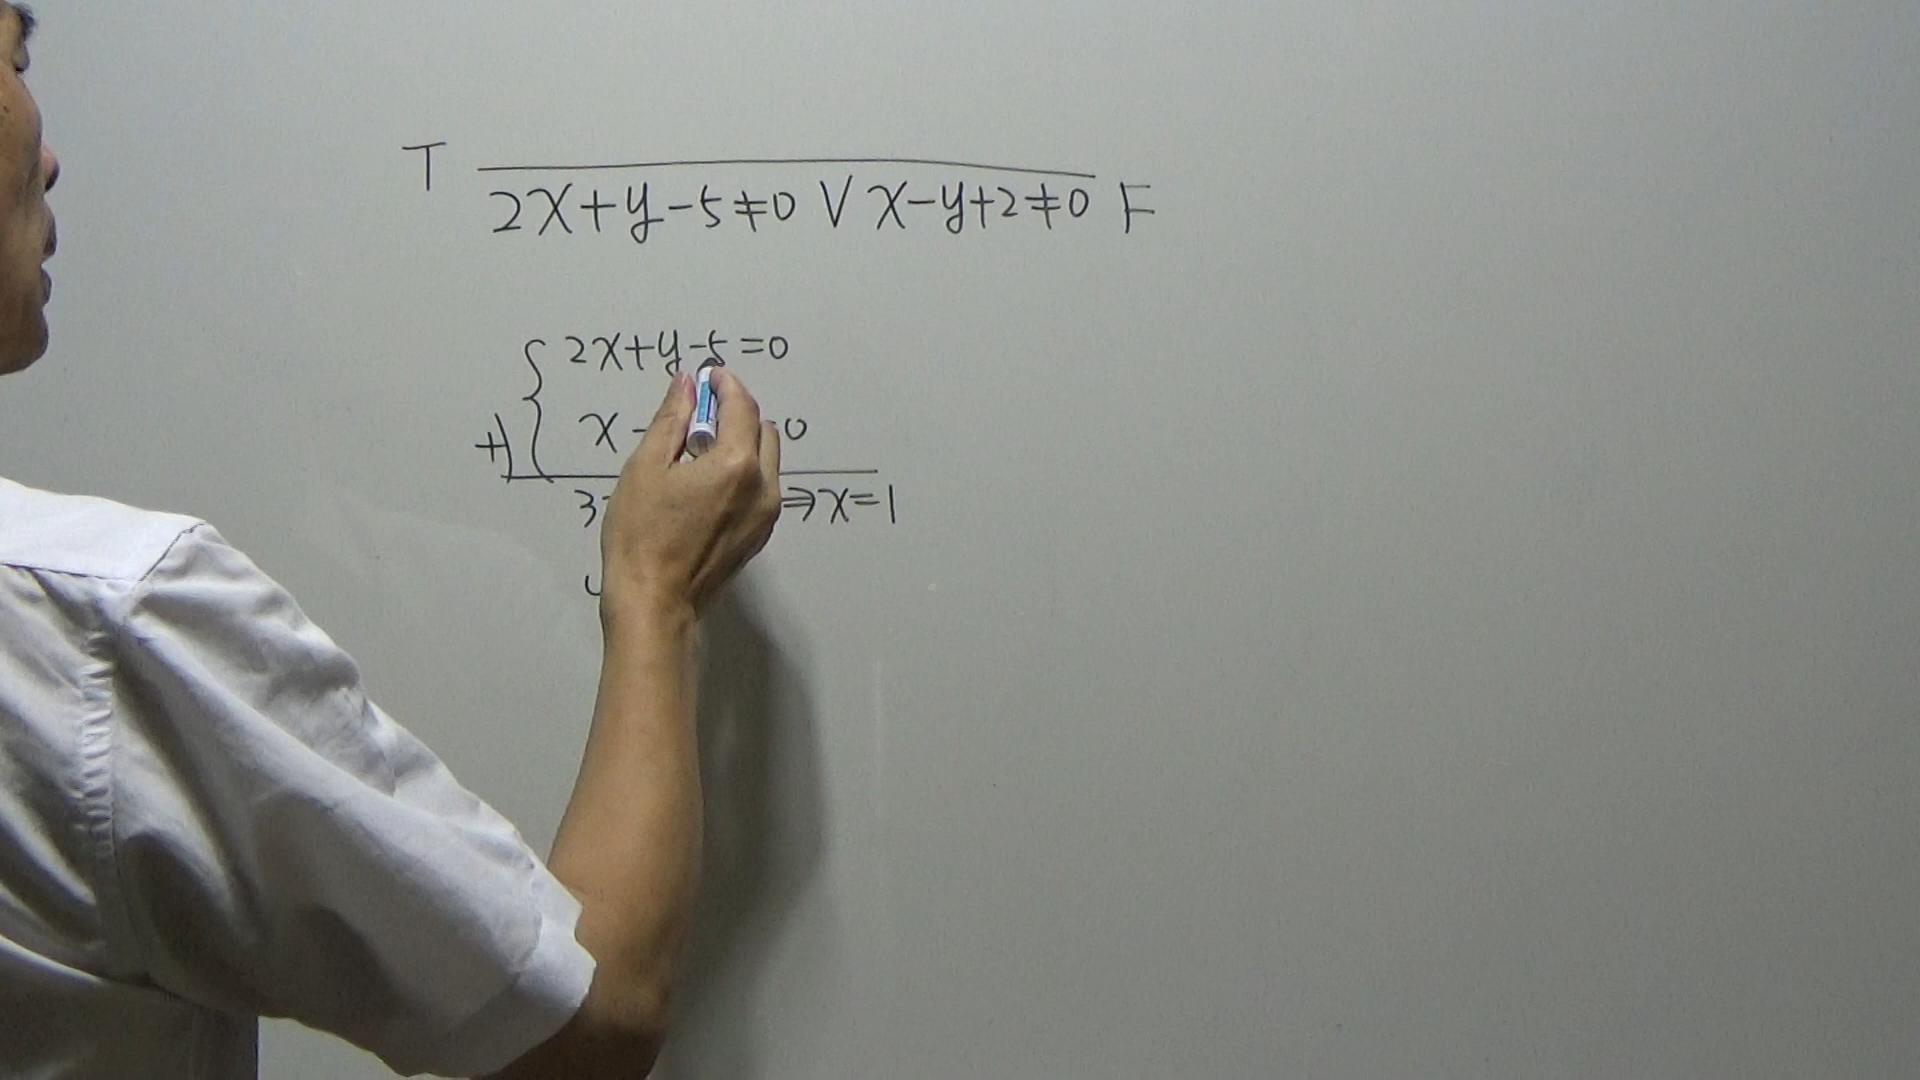 T 2x+y-5≠0 ∨ x-y+2≠0 F
2x+y-5=0
+) x- =0
3 ⇒x=1